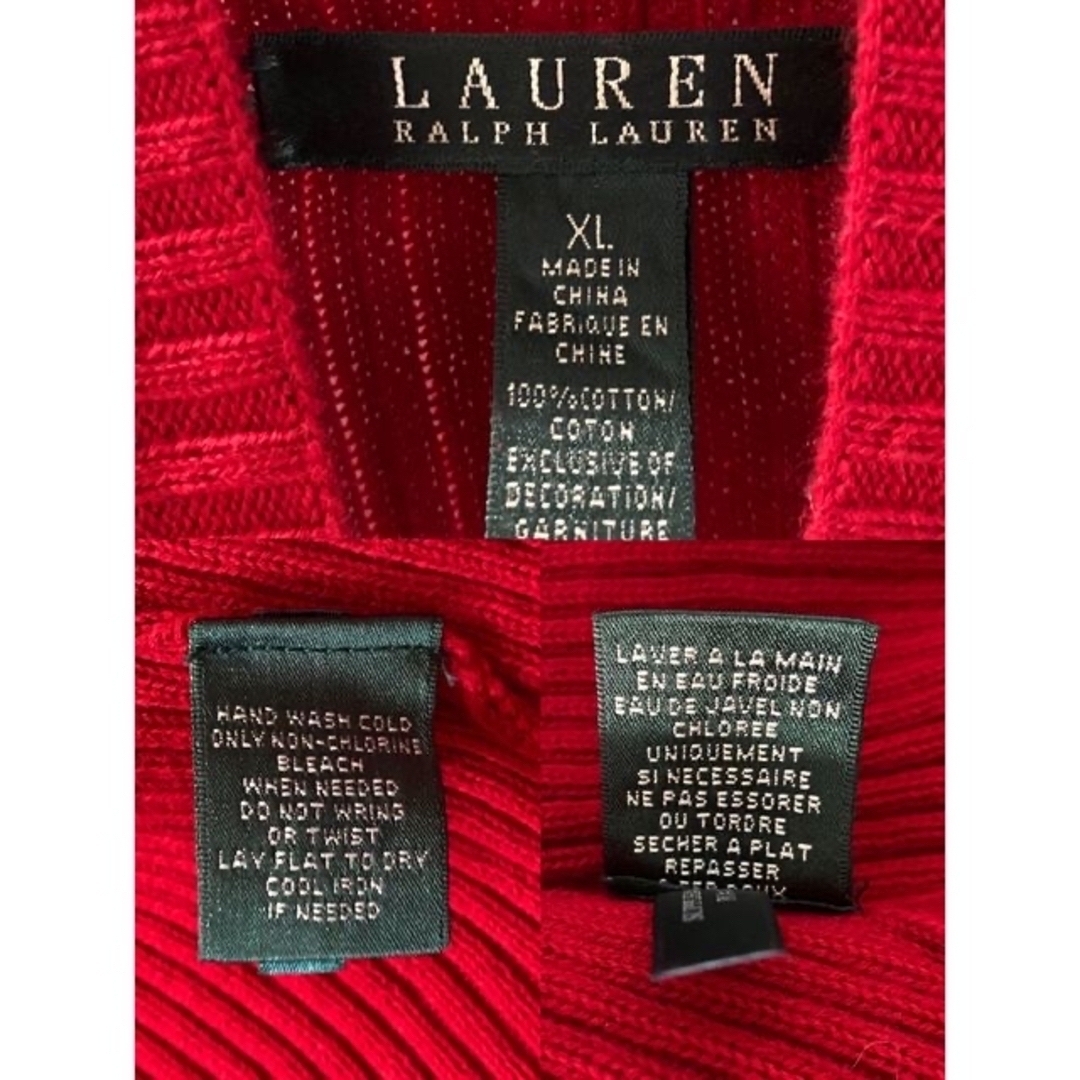 LAUREN
RALPH LAUREN
XL
MADE IN
CHINA
FABRIQUE EN
CHINE
100% COTTON/
COTON
EXCLUSIVE OF
DECORATION/
GARNITURE
HAND WASH COLD
ONLY NON-CHLORINE
BLEACH
WHEN NEEDED
DO NOT WRING
OR TWIST
LAY FLAT TO DRY
COOL IRON
IF NEEDED
LAVER A LA MAIN
EN EAU FROIDE
EAU DE JAVEL NON
CHLOREE
UNIQUEMENT
SI NECESSAIRE
NE PAS ESSORER
OU TORDRE
SECHER A PLAT
REPASSER